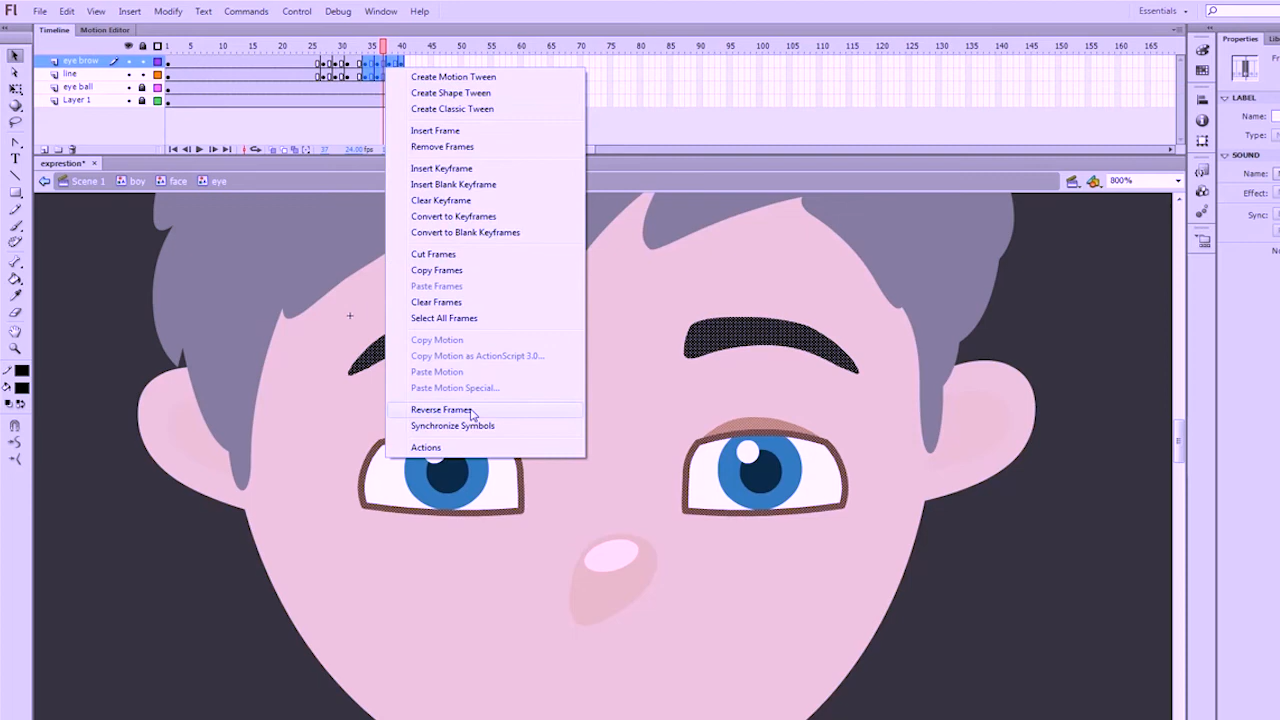 Fl File Edit View Insert Modify Text Commands Control Debug Window Help Essentials
Timeline Motion Editor Properties
1 5 10 15 20 25 30 35 40 45 50 55 60 65 70 75 80 85 90 95 100 105 110 115 120 125 130 135 140 145 150 155 160 165
eye brow
line
eye ball
Layer 1
37 24.00 fps
exprestion*
Scene 1 boy face eye 800%
Create Motion Tween
Create Shape Tween
Create Classic Tween
Insert Frame
Remove Frames
Insert Keyframe
Insert Blank Keyframe
Clear Keyframe
Convert to Keyframes
Convert to Blank Keyframes
Cut Frames
Copy Frames
Paste Frames
Clear Frames
Select All Frames
Copy Motion
Copy Motion as ActionScript 3.0...
Paste Motion
Paste Motion Special...
Reverse Frames
Synchronize Symbols
Actions
LABEL
Name:
Type:
SOUND
Name:
Effect:
Sync: